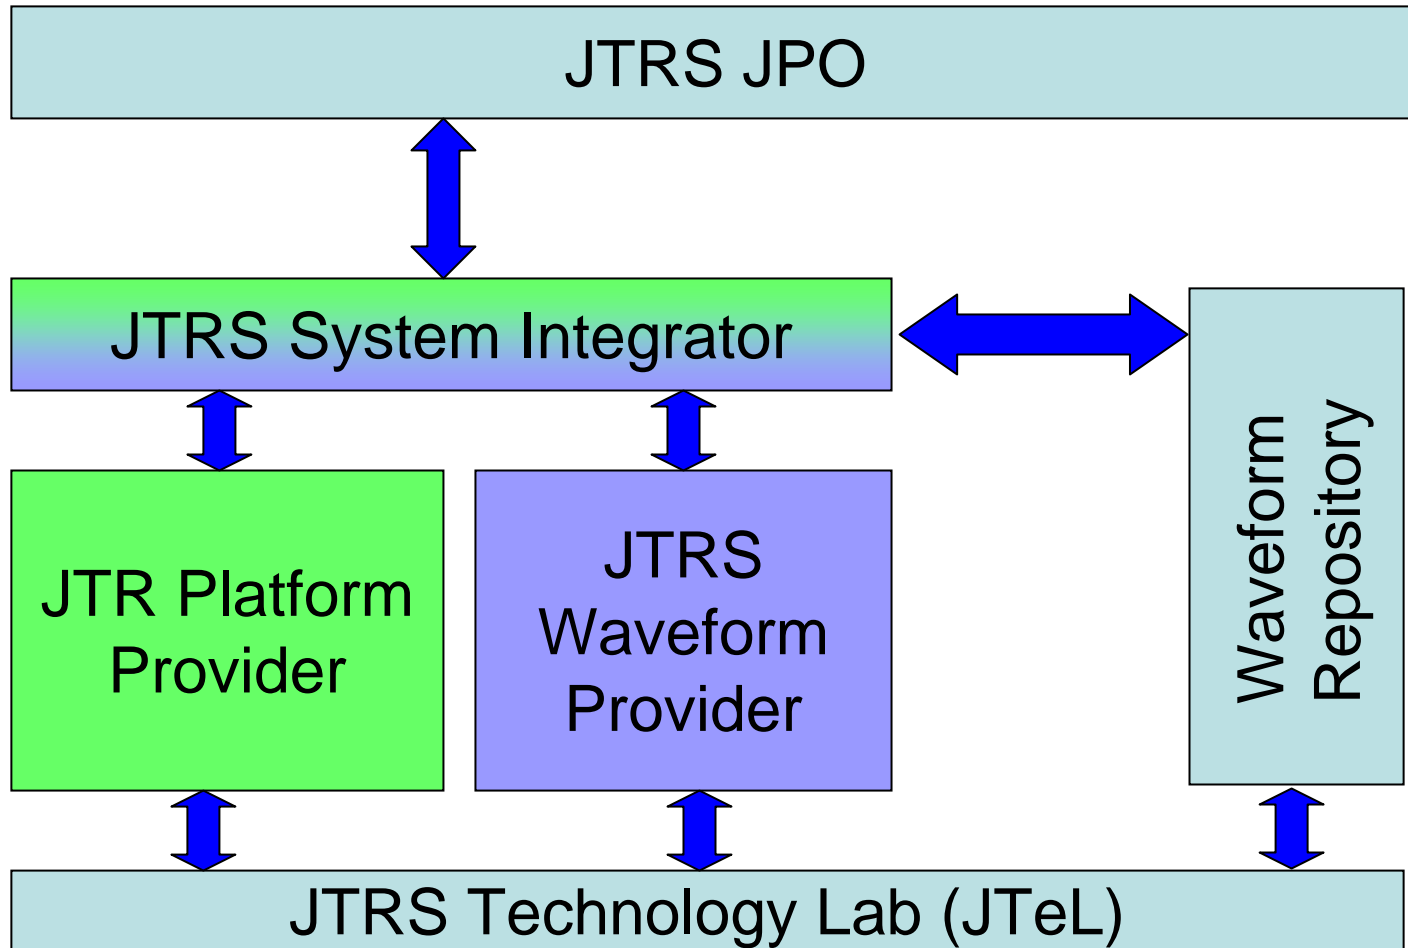 JTRS JPO
JTRS System Integrator
JTR Platform
Provider
JTRS
Waveform
Provider
Waveform
Repository
JTRS Technology Lab (JTeL)